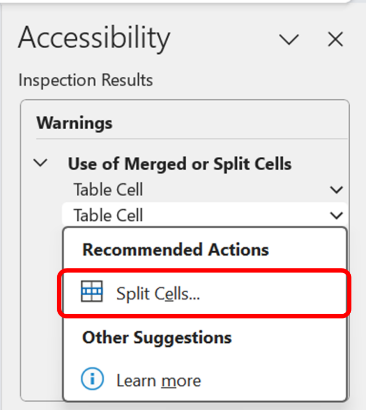 Accessibility
Inspection Results
Warnings
Use of Merged or Split Cells
Table Cell
Table Cell
Recommended Actions
Split Cells...
Other Suggestions
Learn more